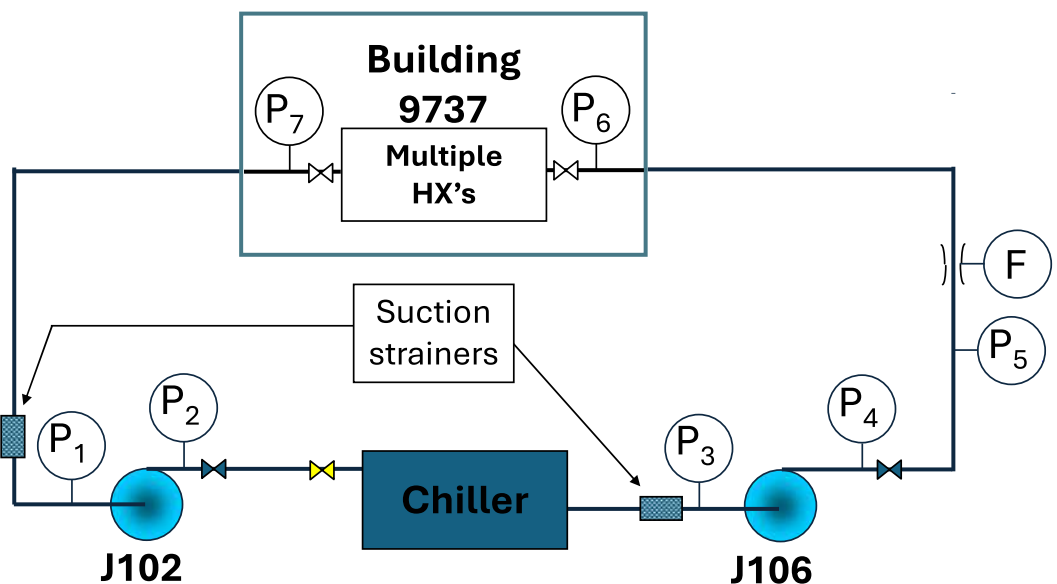 Building
9737
P7
P6
Multiple
HX's
F
Suction
strainers
P5
P2
P4
P1
P3
Chiller
J102
J106